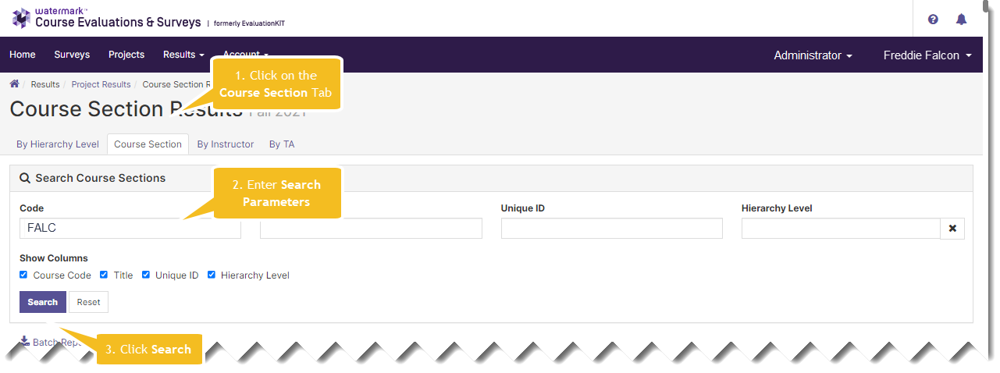 watermark™
Course Evaluations & Surveys | formerly EvaluationKIT
Home Surveys Projects Results Account Administrator Freddie Falcon
1. Click on the
Course Section Tab
/ Results / Project Results / Course Section R
Course Section Results Fall 2021
By Hierarchy Level Course Section By Instructor By TA
Search Course Sections
2. Enter Search
Parameters
Code Unique ID Hierarchy Level
FALC
Show Columns
Course Code Title Unique ID Hierarchy Level
Search Reset
Batch Repo
3. Click Search